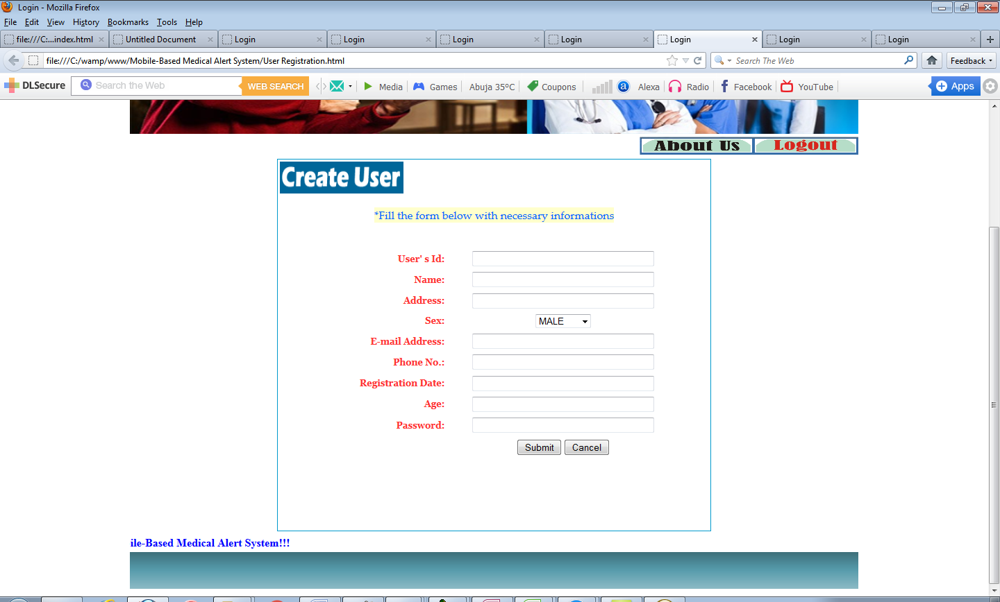 Login - Mozilla Firefox
File Edit View History Bookmarks Tools Help
file:///C:...index.html Untitled Document Login Login Login Login Login Login Login
file:///C:/wamp/www/Mobile-Based Medical Alert System/User Registration.html Search The Web Feedback
DLSecure Search the Web WEB SEARCH Media Games Abuja 35ºC Coupons a Alexa Radio Facebook YouTube Apps
About Us Logout
Create User
*Fill the form below with necessary informations
User' s Id:
Name:
Address:
Sex: MALE
E-mail Address:
Phone No.:
Registration Date:
Age:
Password:
Submit Cancel
ile-Based Medical Alert System!!!